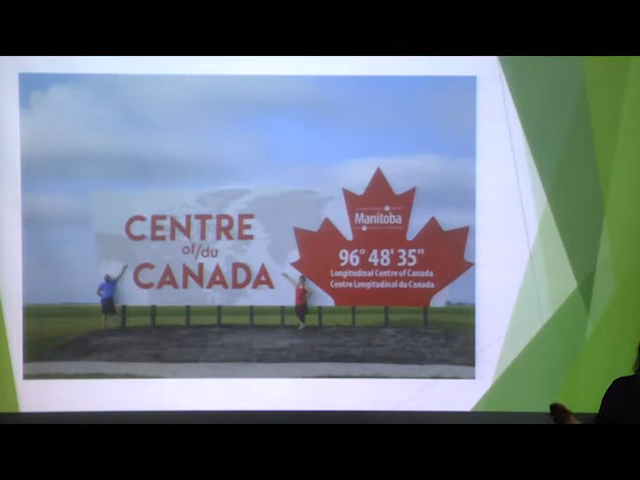 CENTRE
of/du
CANADA
Manitoba
96° 48' 35"
Longitudinal Centre of Canada
Centre Longitudinal du Canada